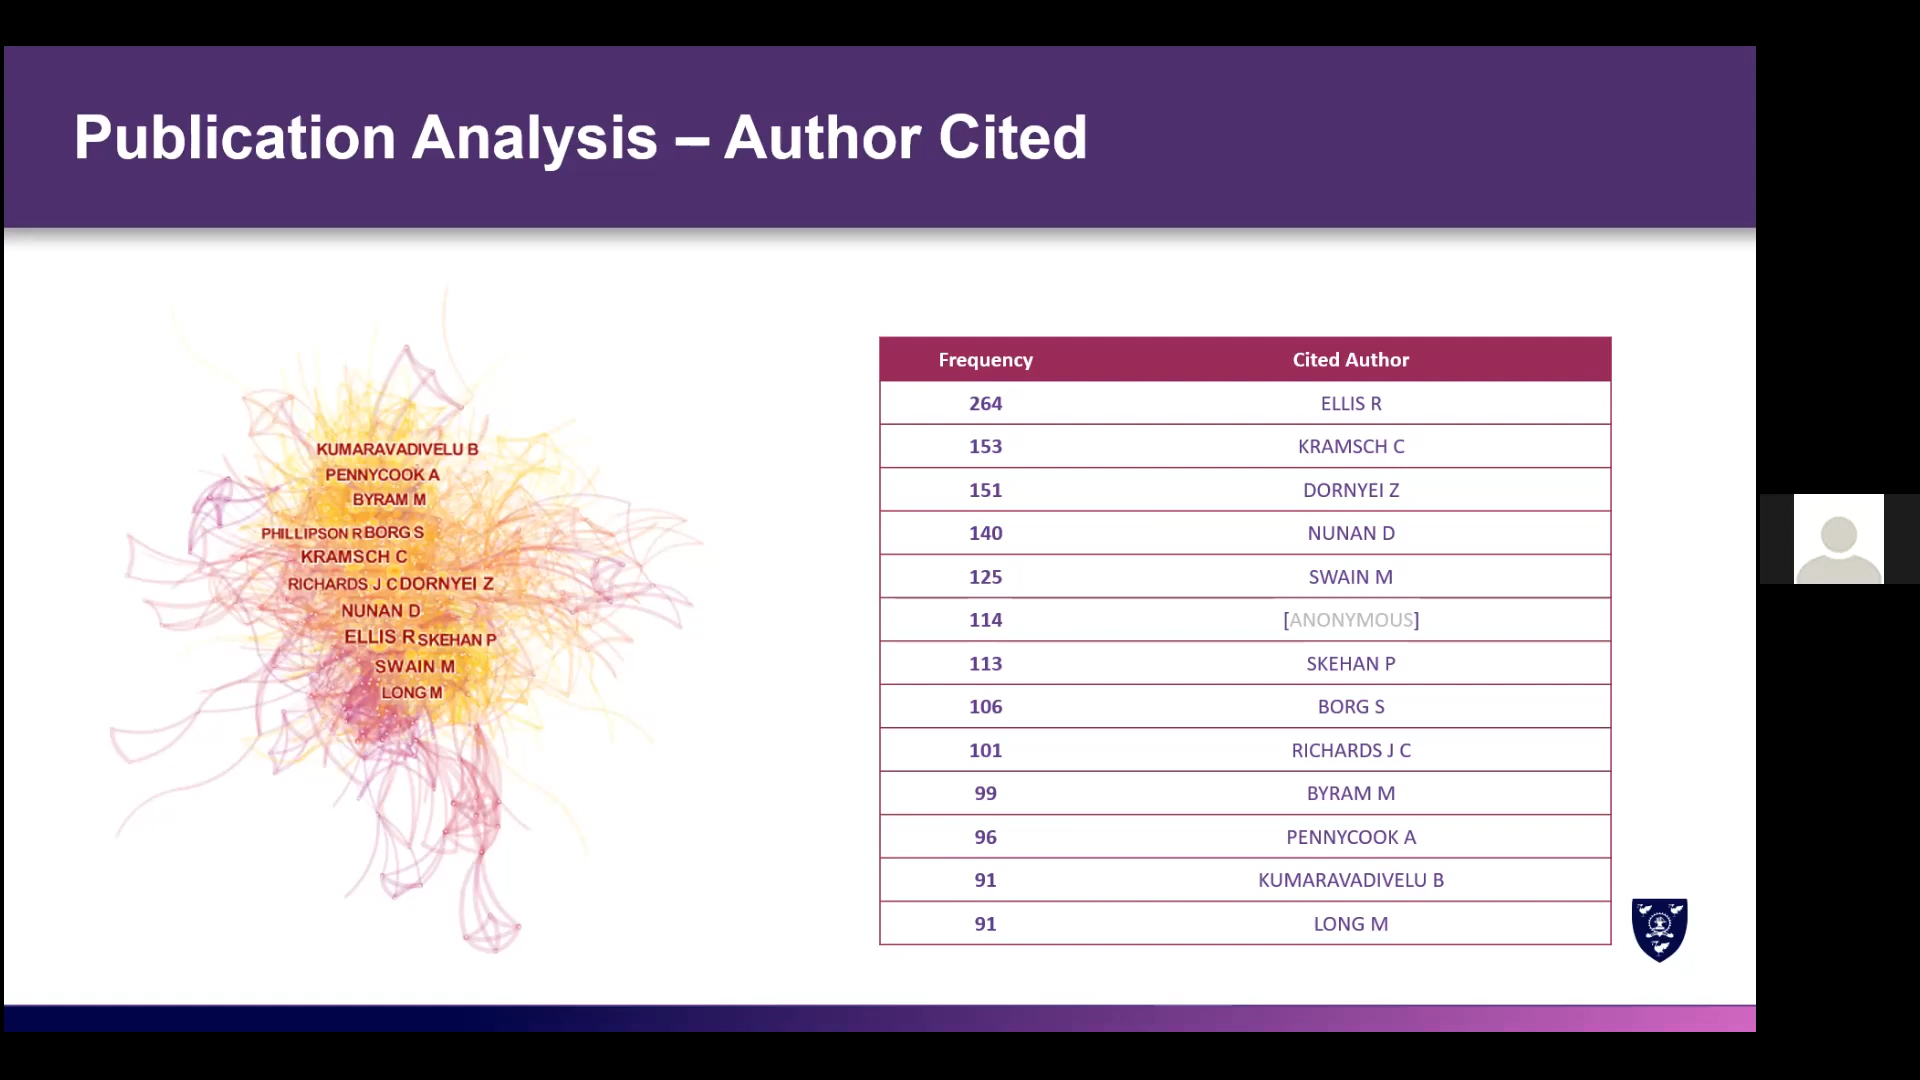 Publication Analysis – Author Cited
KUMARAVADIVELU B
PENNYCOOK A
BYRAM M
PHILLIPSON R BORG S
KRAMSCH C
RICHARDS J C DORNYEI Z
NUNAN D
ELLIS R SKEHAN P
SWAIN M
LONG M
Frequency Cited Author
264 ELLIS R
153 KRAMSCH C
151 DORNYEI Z
140 NUNAN D
125 SWAIN M
114 [ANONYMOUS]
113 SKEHAN P
106 BORG S
101 RICHARDS J C
99 BYRAM M
96 PENNYCOOK A
91 KUMARAVADIVELU B
91 LONG M